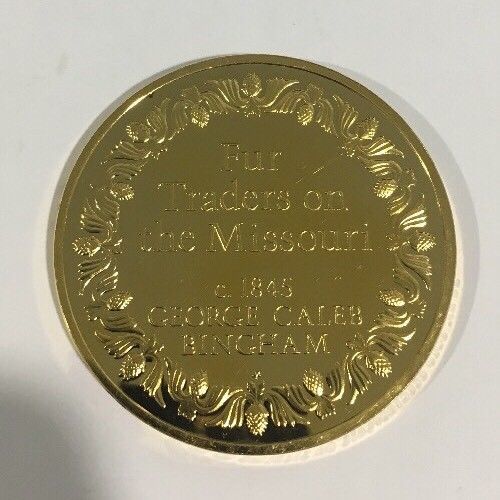 Fur
Traders on
the Missouri
c. 1845
GEORGE CALEB
BINGHAM